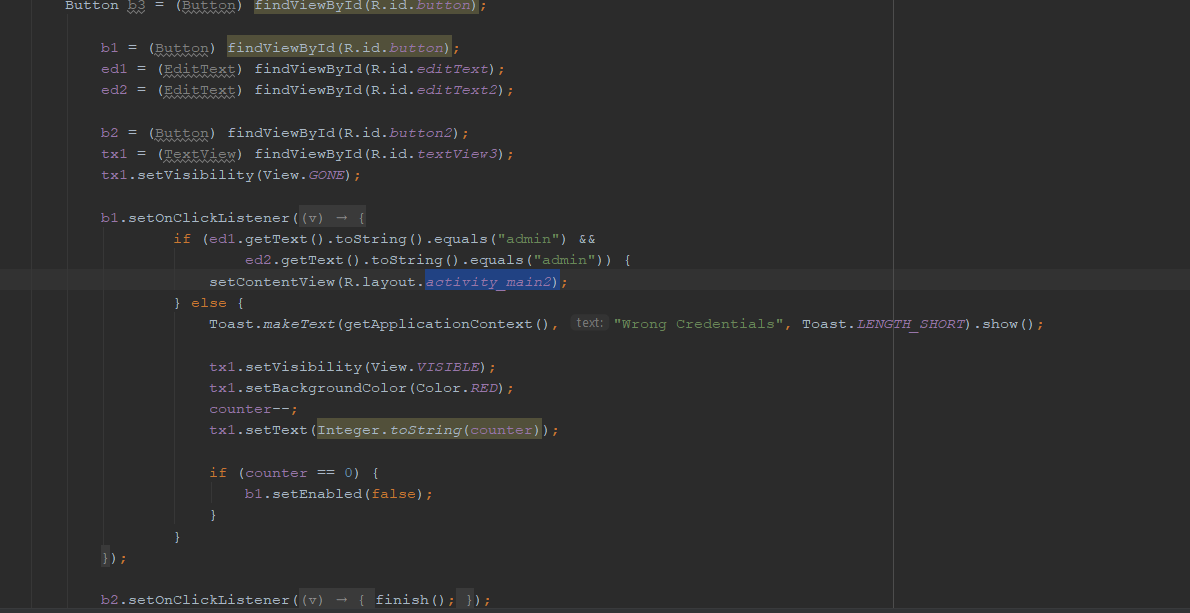 Button b3 = (Button) findViewById(R.id.button);
b1 = (Button) findViewById(R.id.button);
ed1 = (EditText) findViewById(R.id.editText);
ed2 = (EditText) findViewById(R.id.editText2);
b2 = (Button) findViewById(R.id.button2);
tx1 = (TextView) findViewById(R.id.textView3);
tx1.setVisibility(View.GONE);
b1.setOnClickListener((v) → {
if (ed1.getText().toString().equals("admin") &&
ed2.getText().toString().equals("admin")) {
setContentView(R.layout.activity_main2);
} else {
Toast.makeText(getApplicationContext(), text: "Wrong Credentials", Toast.LENGTH_SHORT).show();
tx1.setVisibility(View.VISIBLE);
tx1.setBackgroundColor(Color.RED);
counter--;
tx1.setText(Integer.toString(counter));
if (counter == 0) {
b1.setEnabled(false);
}
}
});
b2.setOnClickListener((v) → { finish(); });